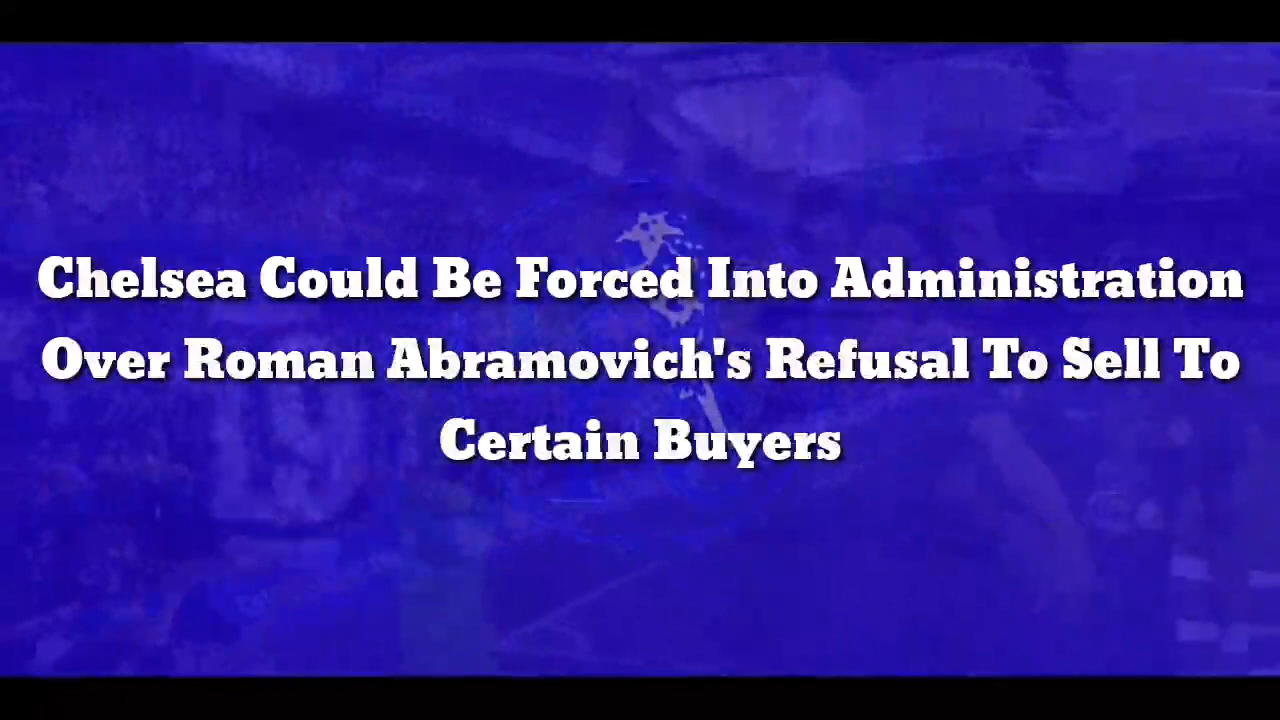 Chelsea Could Be Forced Into Administration
Over Roman Abramovich's Refusal To Sell To
Certain Buyers